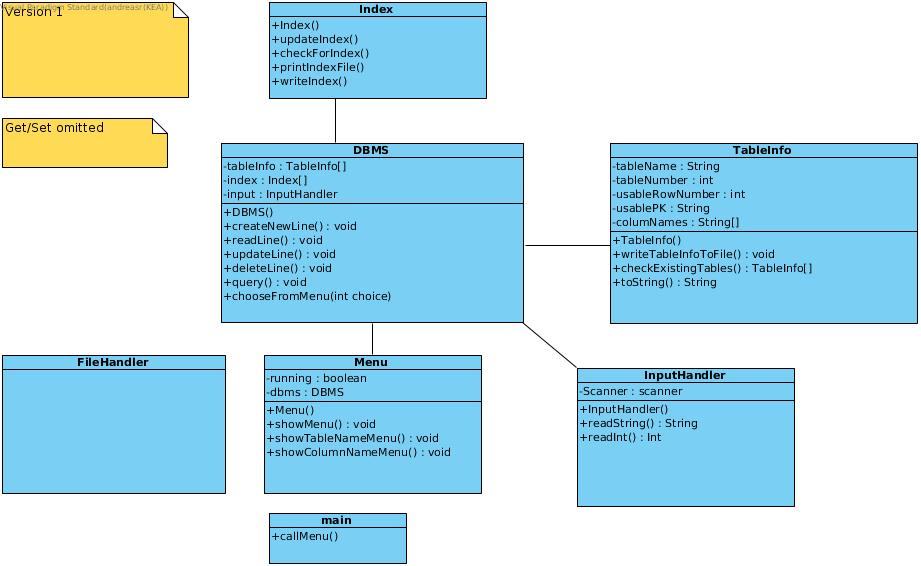 Visual Paradigm Standard(andreasr(KEA))
Version 1
Get/Set omitted
Index
+Index()
+updateIndex()
+checkForIndex()
+printIndexFile()
+writeIndex()
DBMS
-tableInfo : TableInfo[]
-index : Index[]
-input : InputHandler
+DBMS()
+createNewLine() : void
+readLine() : void
+updateLine() : void
+deleteLine() : void
+query() : void
+chooseFromMenu(int choice)
TableInfo
-tableName : String
-tableNumber : int
-usableRowNumber : int
-usablePK : String
-columNames : String[]
+TableInfo()
+writeTableInfoToFile() : void
+checkExistingTables() : TableInfo[]
+toString() : String
FileHandler
Menu
-running : boolean
-dbms : DBMS
+Menu()
+showMenu() : void
+showTableNameMenu() : void
+showColumnNameMenu() : void
InputHandler
-Scanner : scanner
+InputHandler()
+readString() : String
+readInt() : Int
main
+callMenu()